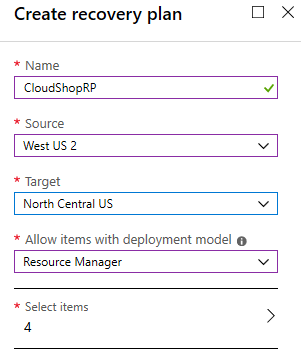 Create recovery plan
* Name
CloudShopRP
* Source
West US 2
* Target
North Central US
* Allow items with deployment model
Resource Manager
* Select items
4